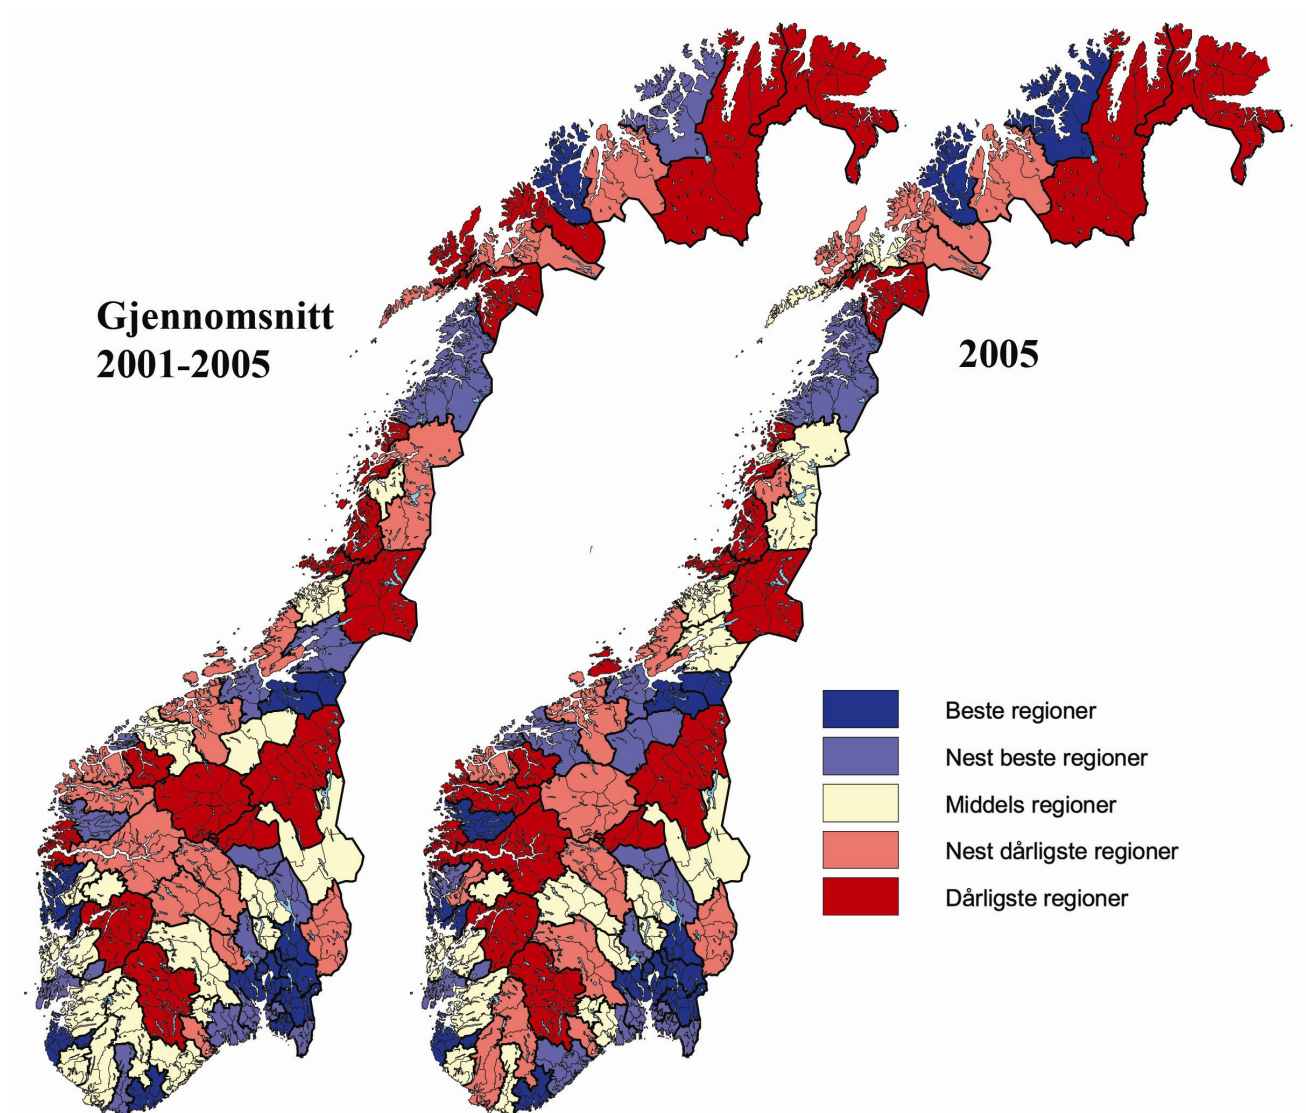 Gjennomsnitt
2001-2005
2005
Beste regioner
Nest beste regioner
Middels regioner
Nest dårligste regioner
Dårligste regioner